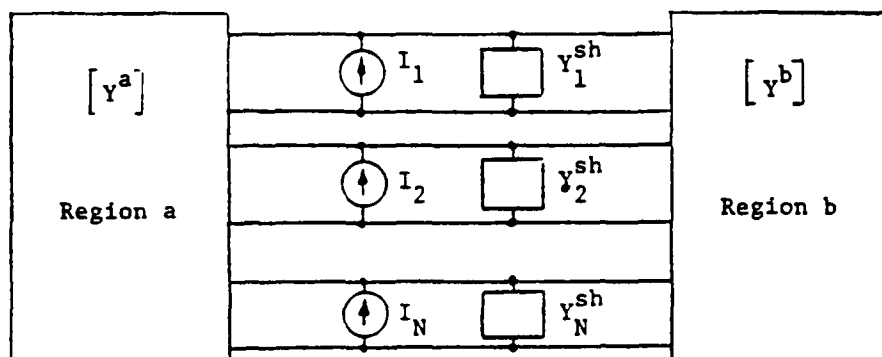 [Y^a] I_1 Y_1^sh [Y^b]
Region a I_2 Y_2^sh Region b
I_N Y_N^sh